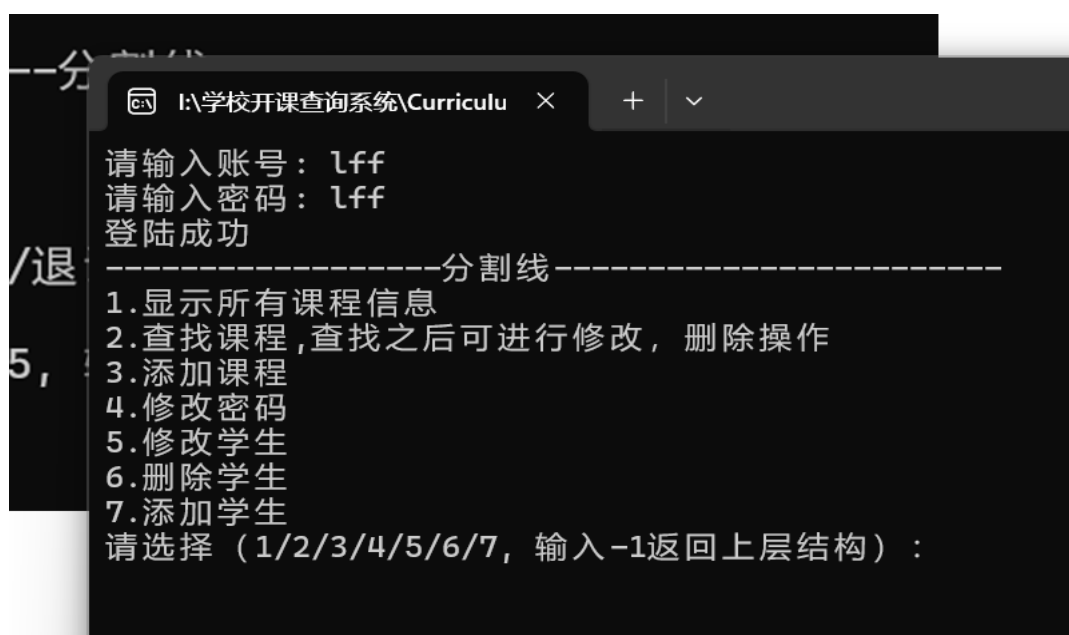 --分割线
I:\学校开课查询系统\Curriculu
请输入账号: lff
请输入密码: lff
登陆成功
------------------分割线------------------------
1.显示所有课程信息
/退
2.查找课程,查找之后可进行修改, 删除操作
3.添加课程
5,
4.修改密码
5.修改学生
6.删除学生
7.添加学生
请选择 (1/2/3/4/5/6/7, 输入-1返回上层结构) :